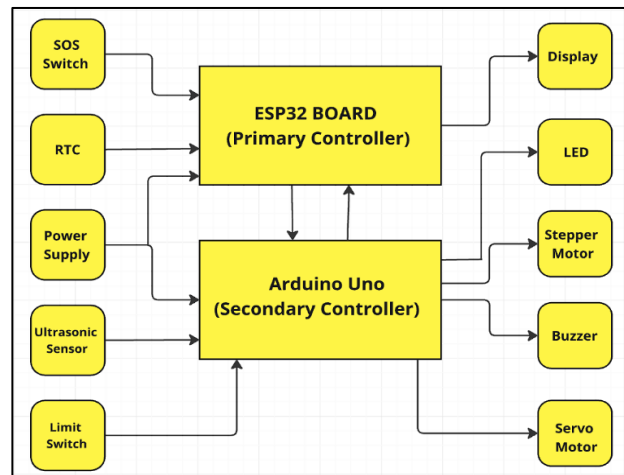 SOS
Switch
RTC
Power
Supply
Ultrasonic
Sensor
Limit
Switch
ESP32 BOARD
(Primary Controller)
Arduino Uno
(Secondary Controller)
Display
LED
Stepper
Motor
Buzzer
Servo
Motor